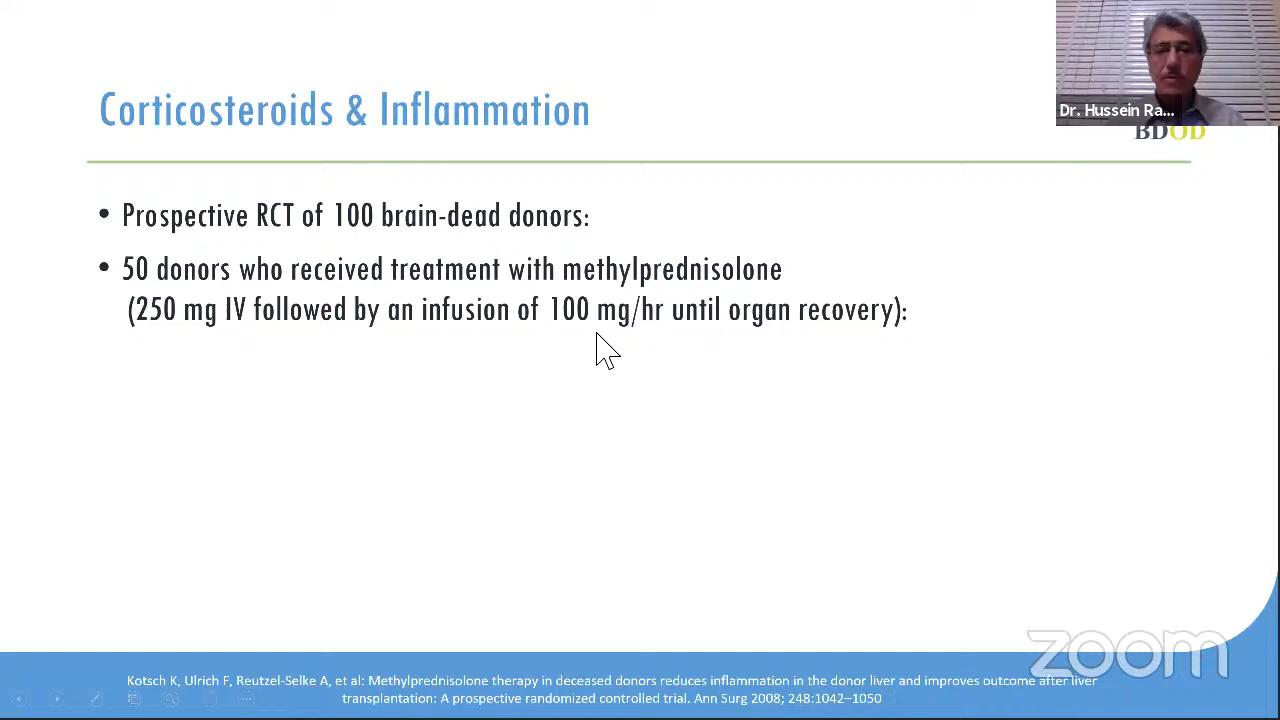 Corticosteroids & Inflammation
Dr. Hussein Ra...
BDOD
• Prospective RCT of 100 brain-dead donors:
• 50 donors who received treatment with methylprednisolone
(250 mg IV followed by an infusion of 100 mg/hr until organ recovery):
zoom
Kotsch K, Ulrich F, Reutzel-Selke A, et al: Methylprednisolone therapy in deceased donors reduces inflammation in the donor liver and improves outcome after liver
transplantation: A prospective randomized controlled trial. Ann Surg 2008; 248:1042–1050